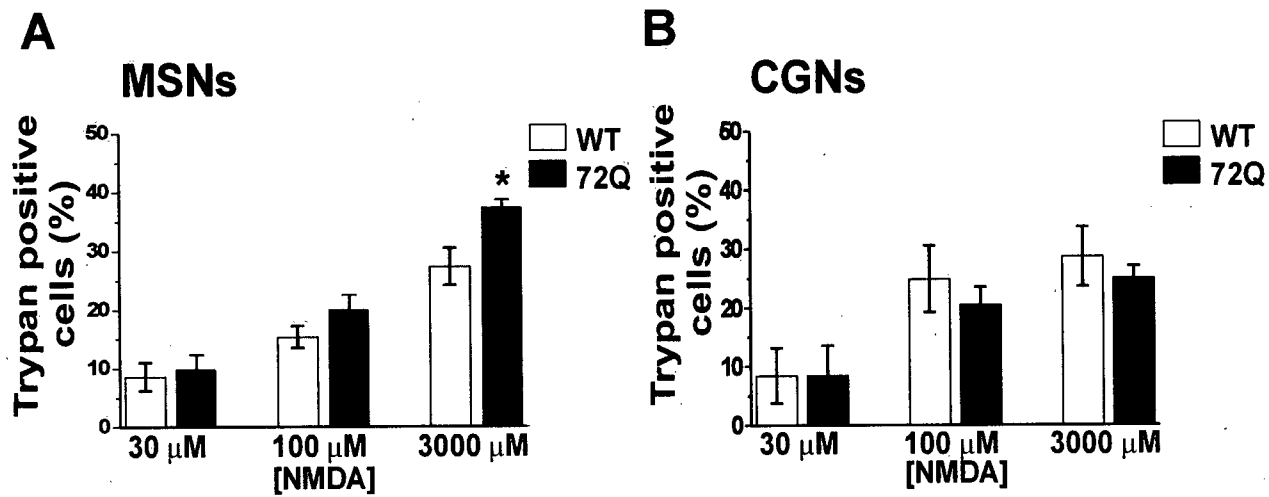 A
MSNs
Trypan positive
cells (%)
50
40
30
20
10
0
WT
72Q
*
30 μM
100 μM
3000 μM
[NMDA]
B
CGNs
Trypan positive
cells (%)
50
40
30
20
10
0
WT
72Q
30 μM
100 μM
3000 μM
[NMDA]